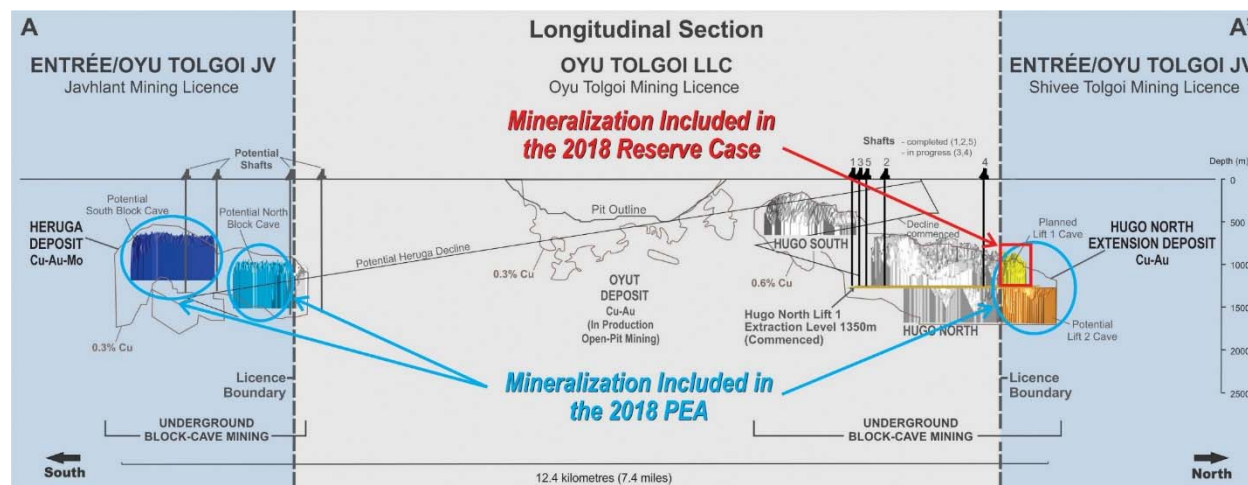 A
Longitudinal Section
A'
ENTRÉE/OYU TOLGOI JV
Javhlant Mining Licence
OYU TOLGOI LLC
Oyu Tolgoi Mining Licence
ENTRÉE/OYU TOLGOI JV
Shivee Tolgoi Mining Licence
Mineralization Included in
the 2018 Reserve Case
Shafts - completed (1,2,5)
- in progress (3,4)
Potential
Shafts
1 3 5 2 4
Depth (m)
0
500
1000
1500
2000
2500
Potential
South Block Cave
Potential North
Block Cave
HERUGA
DEPOSIT
Cu-Au-Mo
0.3% Cu
Potential Heruga Decline
Pit Outline
0.3% Cu
OYUT
DEPOSIT
Cu-Au
(In Production
Open-Pit Mining)
HUGO SOUTH
0.6% Cu
Decline
commenced
Hugo North Lift 1
Extraction Level 1350m
(Commenced)
HUGO NORTH
Planned
Lift 1 Cave
HUGO NORTH
EXTENSION DEPOSIT
Cu-Au
Potential
Lift 2 Cave
Licence
Boundary
Mineralization Included in
the 2018 PEA
Licence
Boundary
UNDERGROUND
BLOCK-CAVE MINING
UNDERGROUND
BLOCK-CAVE MINING
South
12.4 kilometres (7.4 miles)
North